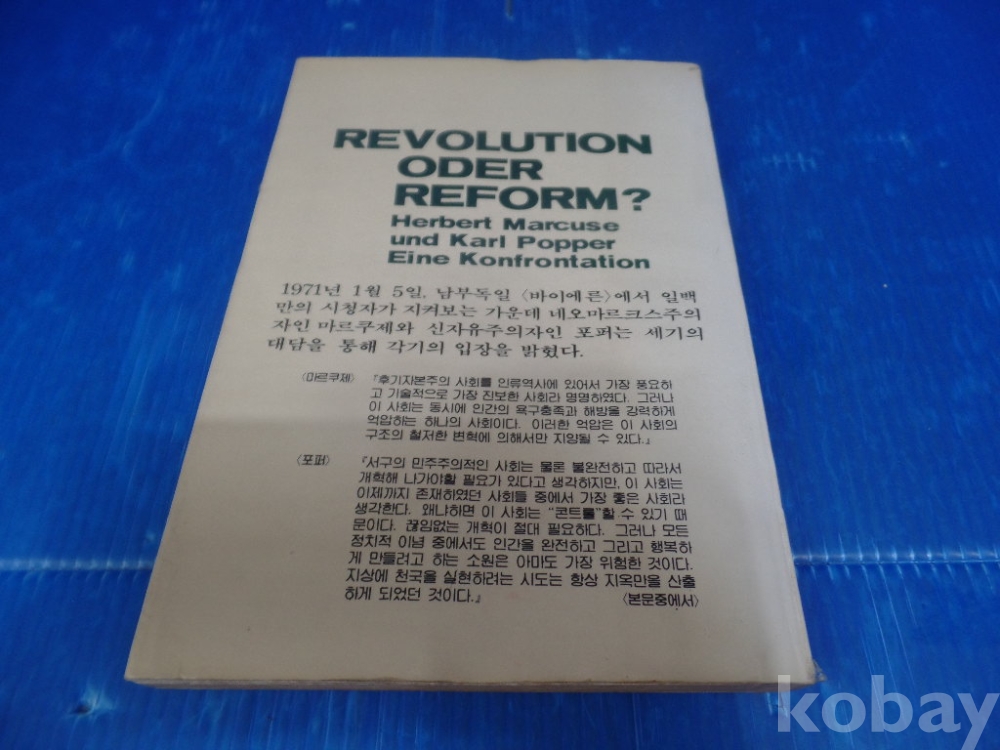 REVOLUTION
ODER
REFORM?
Herbert Marcuse
und Karl Popper
Eine Konfrontation
1971년 1월 5일, 남부독일 〈바이에른〉에서 일백
만의 시청자가 지켜보는 가운데 네오마르크스주의
자인 마르쿠제와 신자유주의자인 포퍼는 세기의
대담을 통해 각기의 입장을 밝혔다.
〈마르쿠제〉 『후기자본주의 사회를 인류역사에 있어서 가장 풍요하
고 기술적으로 가장 진보한 사회라 명명하였다. 그러나
이 사회는 동시에 인간의 욕구충족과 해방을 강력하게
억압하는 하나의 사회이다. 이러한 억압은 이 사회의
구조의 철저한 변혁에 의해서만 지양될 수 있다.』
〈포퍼〉 『서구의 민주주의적인 사회는 물론 불완전하고 따라서
개혁해 나가야할 필요가 있다고 생각하지만, 이 사회는
이제까지 존재하였던 사회들 중에서 가장 좋은 사회라
생각한다. 왜냐하면 이 사회는 “콘트롤”할 수 있기 때
문이다. 끊임없는 개혁이 절대 필요하다. 그러나 모든
정치적 이념 중에서도 인간을 완전하고 그리고 행복하
게 만들려고 하는 소원은 아마도 가장 위험한 것이다.
지상에 천국을 실현하려는 시도는 항상 지옥만을 산출
하게 되었던 것이다.』 〈본문중에서〉
kobay